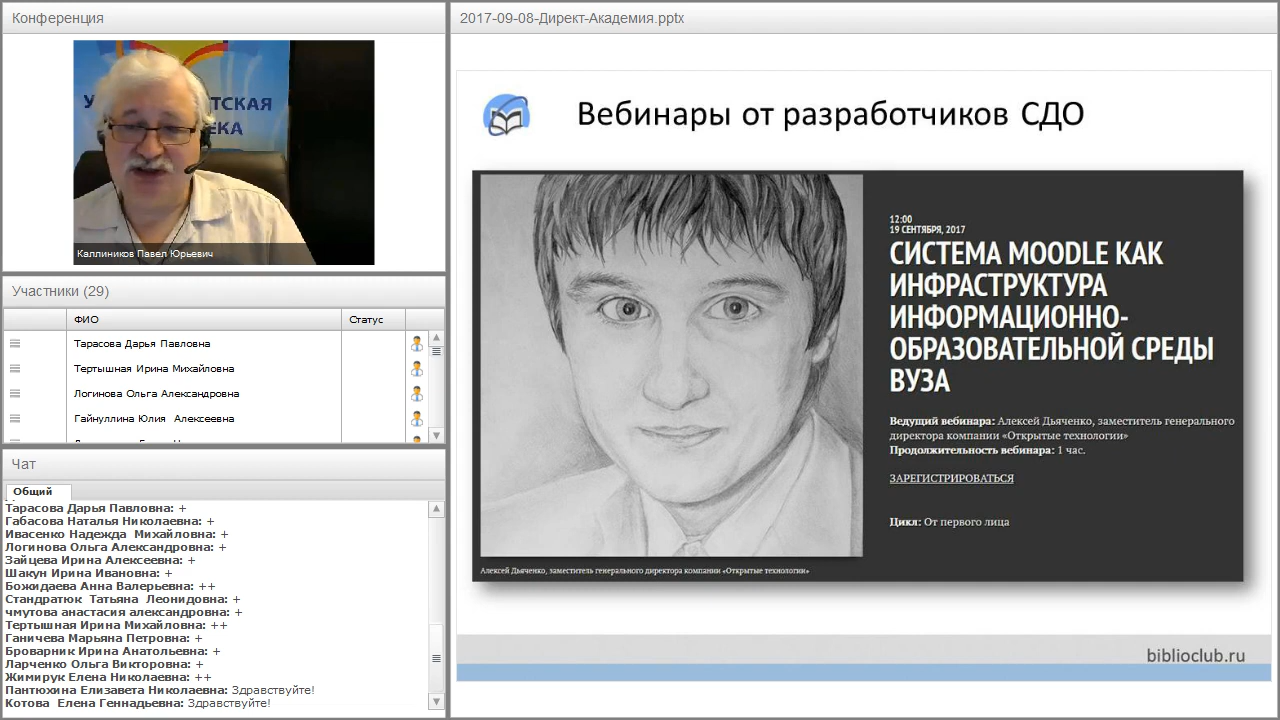 Конференция
У ТСКАЯ
ЕКА
Каллиников Павел Юрьевич
Участники (29)
ФИО Статус
Тарасова Дарья Павловна
Тертышная Ирина Михайловна
Логинова Ольга Александровна
Гайнуллина Юлия Алексеевна
Чат
Общий
Тарасова Дарья Павловна: +
Габасова Наталья Николаевна: +
Ивасенко Надежда Михайловна: +
Логинова Ольга Александровна: +
Зайцева Ирина Алексеевна: +
Шакун Ирина Ивановна: +
Божидаева Анна Валерьевна: ++
Стандратюк Татьяна Леонидовна: +
чмутова анастасия александровна: +
Тертышная Ирина Михайловна: ++
Ганичева Марьяна Петровна: +
Броварник Ирина Анатольевна: +
Ларченко Ольга Викторовна: +
Жимирук Елена Николаевна: ++
Пантюхина Елизавета Николаевна: Здравствуйте!
Котова Елена Геннадьевна: Здравствуйте!
2017-09-08-Директ-Академия.pptx
Вебинары от разработчиков СДО
12:00
19 СЕНТЯБРЯ, 2017
СИСТЕМА MOODLE КАК
ИНФРАСТРУКТУРА
ИНФОРМАЦИОННО-
ОБРАЗОВАТЕЛЬНОЙ СРЕДЫ
ВУЗА
Ведущий вебинара: Алексей Дьяченко, заместитель генерального
директора компании «Открытые технологии»
Продолжительность вебинара: 1 час.
ЗАРЕГИСТРИРОВАТЬСЯ
Цикл: От первого лица
Алексей Дьяченко, заместитель генерального директора компании «Открытые технологии»
biblioclub.ru